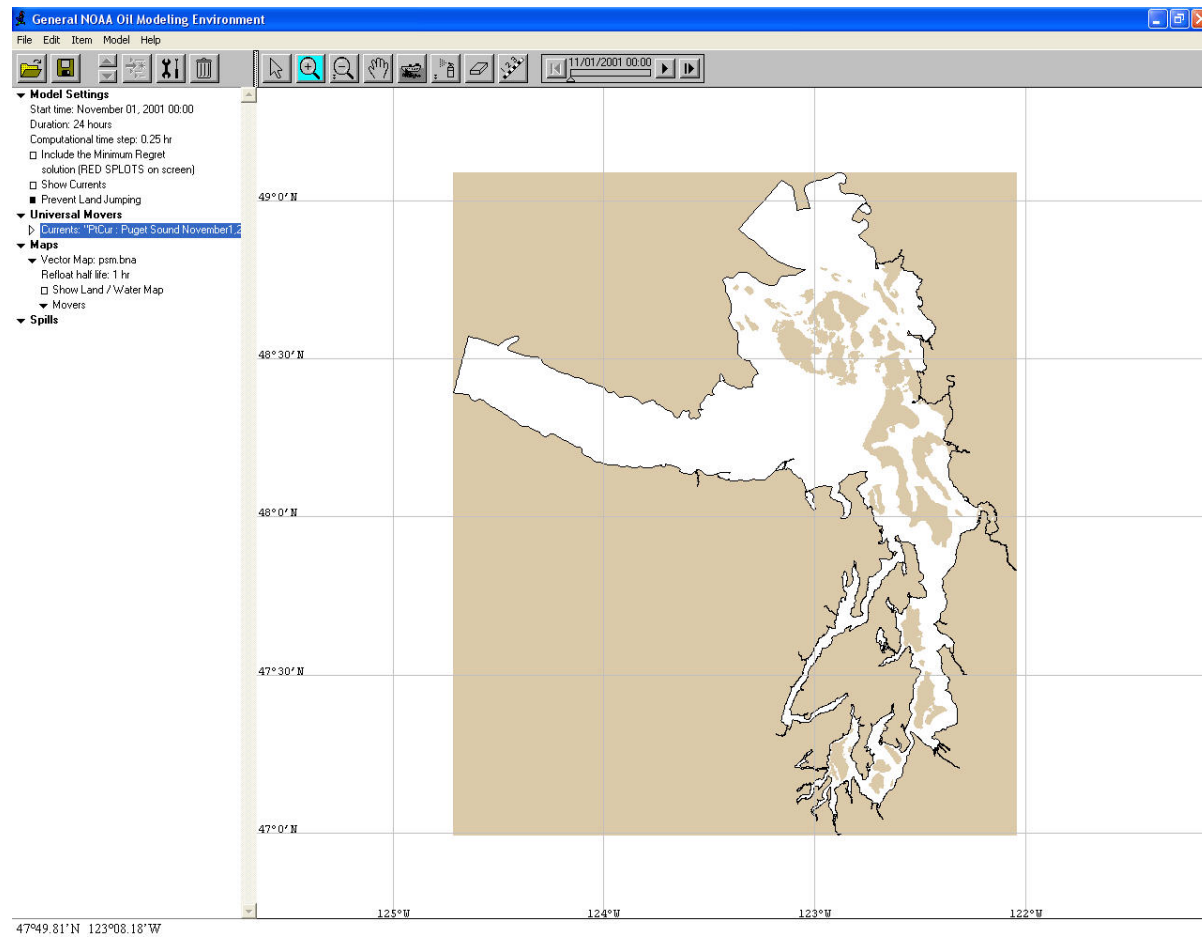 General NOAA Oil Modeling Environment
File Edit Item Model Help
11/01/2001 00:00
Model Settings
Start time: November 01, 2001 00:00
Duration: 24 hours
Computational time step: 0.25 hr
Include the Minimum Regret
solution (RED SPLOTS on screen)
Show Currents
Prevent Land Jumping
Universal Movers
Currents: "PtCur : Puget Sound November1,2
Maps
Vector Map: psm.bna
Refloat half life: 1 hr
Show Land / Water Map
Movers
Spills
49°0'N
48°30'N
48°0'N
47°30'N
47°0'N
125°W 124°W 123°W 122°W
47°49.81'N 123°08.18'W